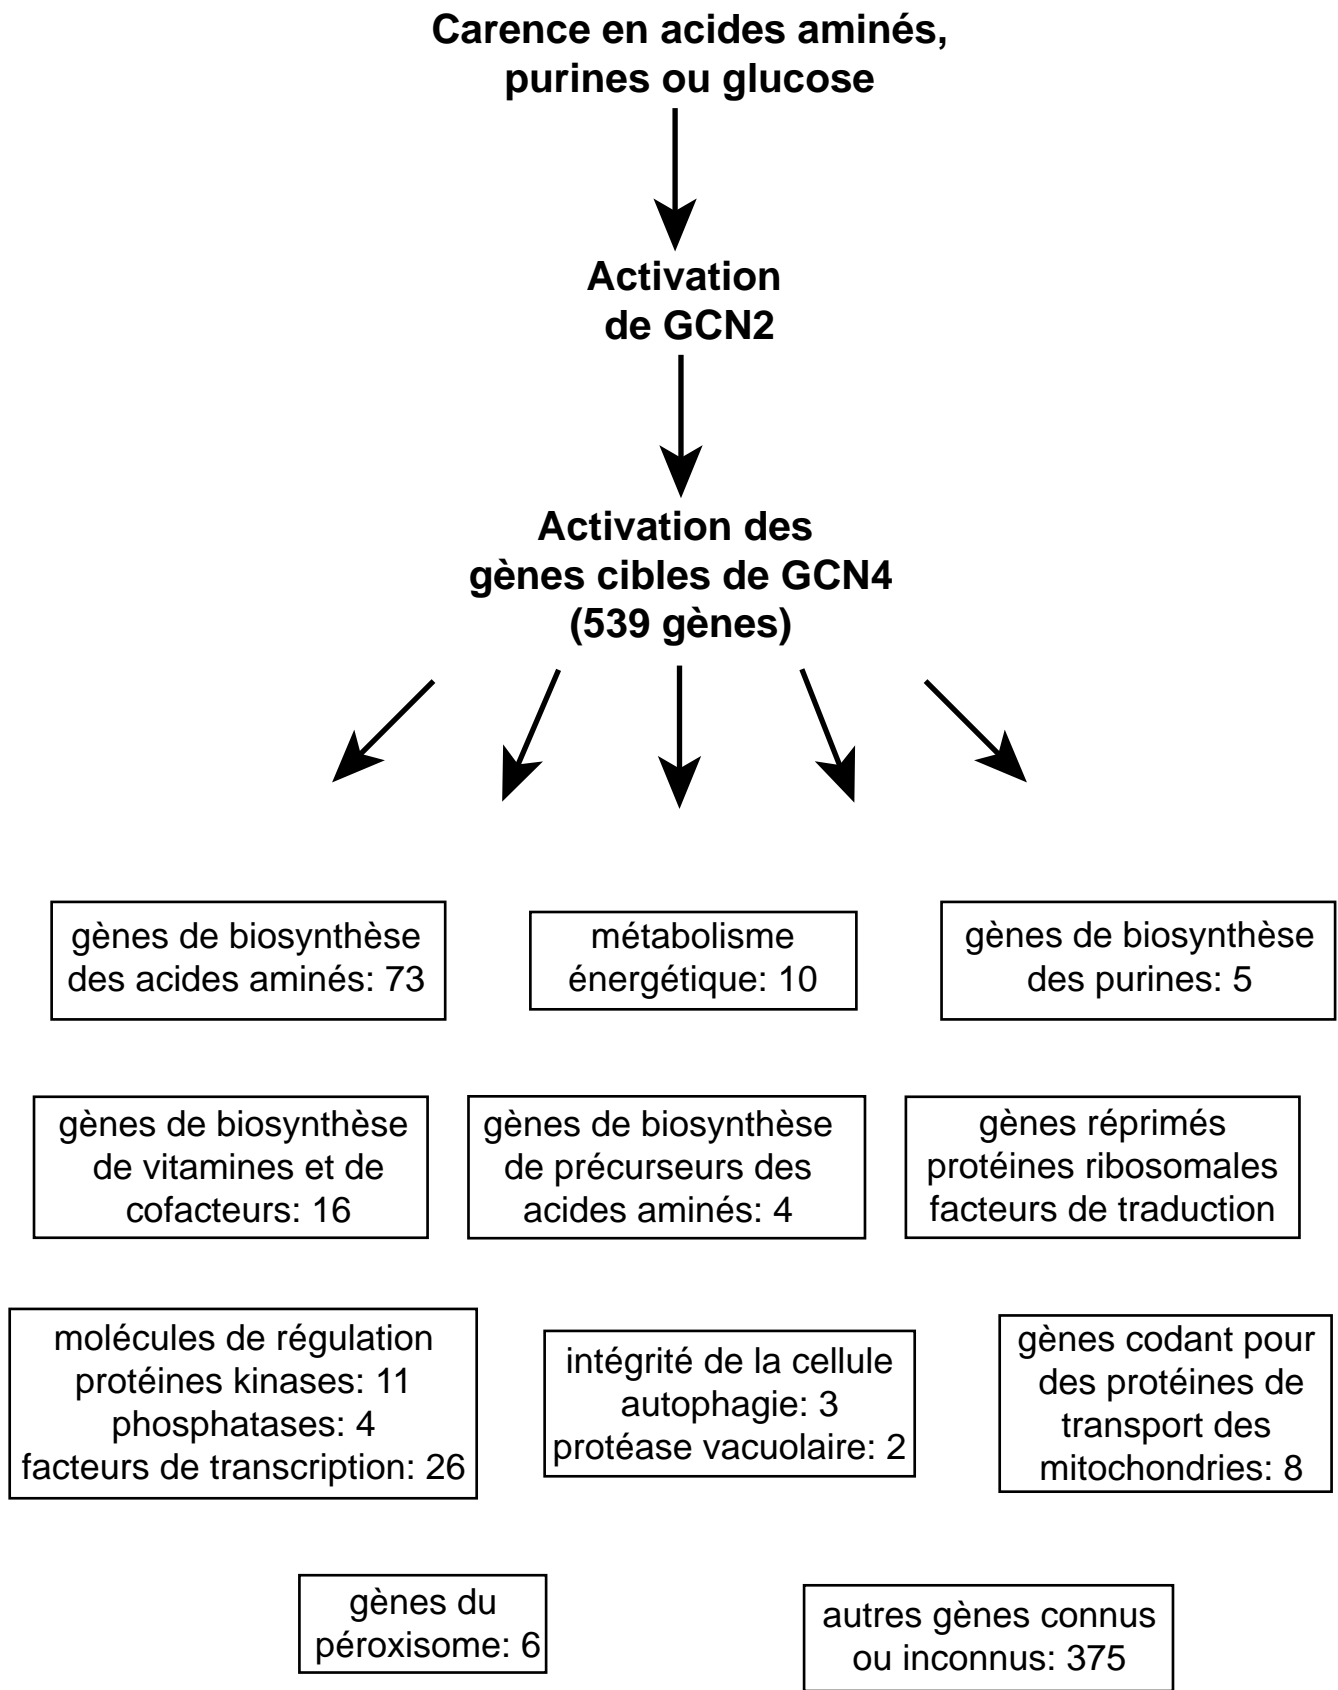 Carence en acides aminés,
purines ou glucose
Activation
de GCN2
Activation des
gènes cibles de GCN4
(539 gènes)
gènes de biosynthèse
des acides aminés: 73
métabolisme
énergétique: 10
gènes de biosynthèse
des purines: 5
gènes de biosynthèse
de vitamines et de
cofacteurs: 16
gènes de biosynthèse
de précurseurs des
acides aminés: 4
gènes réprimés
protéines ribosomales
facteurs de traduction
molécules de régulation
protéines kinases: 11
phosphatases: 4
facteurs de transcription: 26
intégrité de la cellule
autophagie: 3
protéase vacuolaire: 2
gènes codant pour
des protéines de
transport des
mitochondries: 8
gènes du
péroxisome: 6
autres gènes connus
ou inconnus: 375